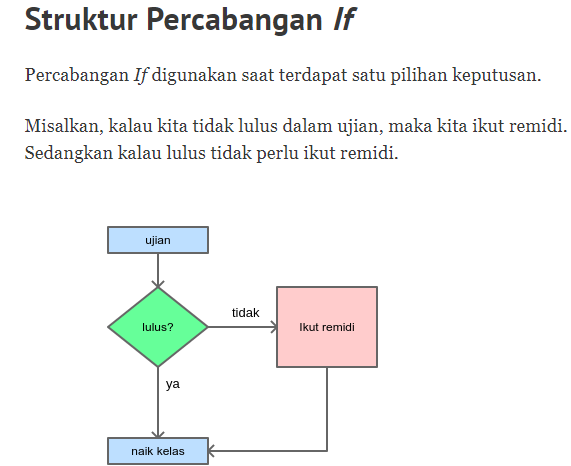 Struktur Percabangan If
Percabangan If digunakan saat terdapat satu pilihan keputusan.
Misalkan, kalau kita tidak lulus dalam ujian, maka kita ikut remidi.
Sedangkan kalau lulus tidak perlu ikut remidi.
ujian
lulus?
tidak
Ikut remidi
ya
naik kelas